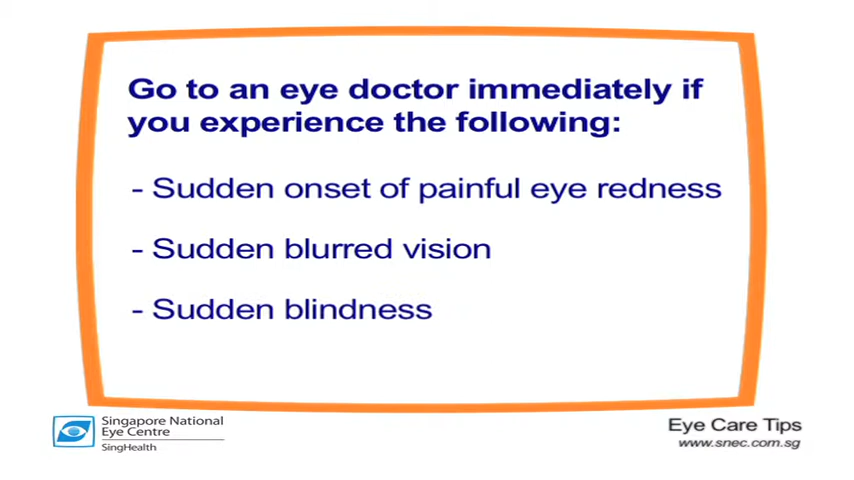 Go to an eye doctor immediately if
you experience the following:
- Sudden onset of painful eye redness
- Sudden blurred vision
- Sudden blindness
Singapore National
Eye Centre
SingHealth
Eye Care Tips
www.snec.com.sg